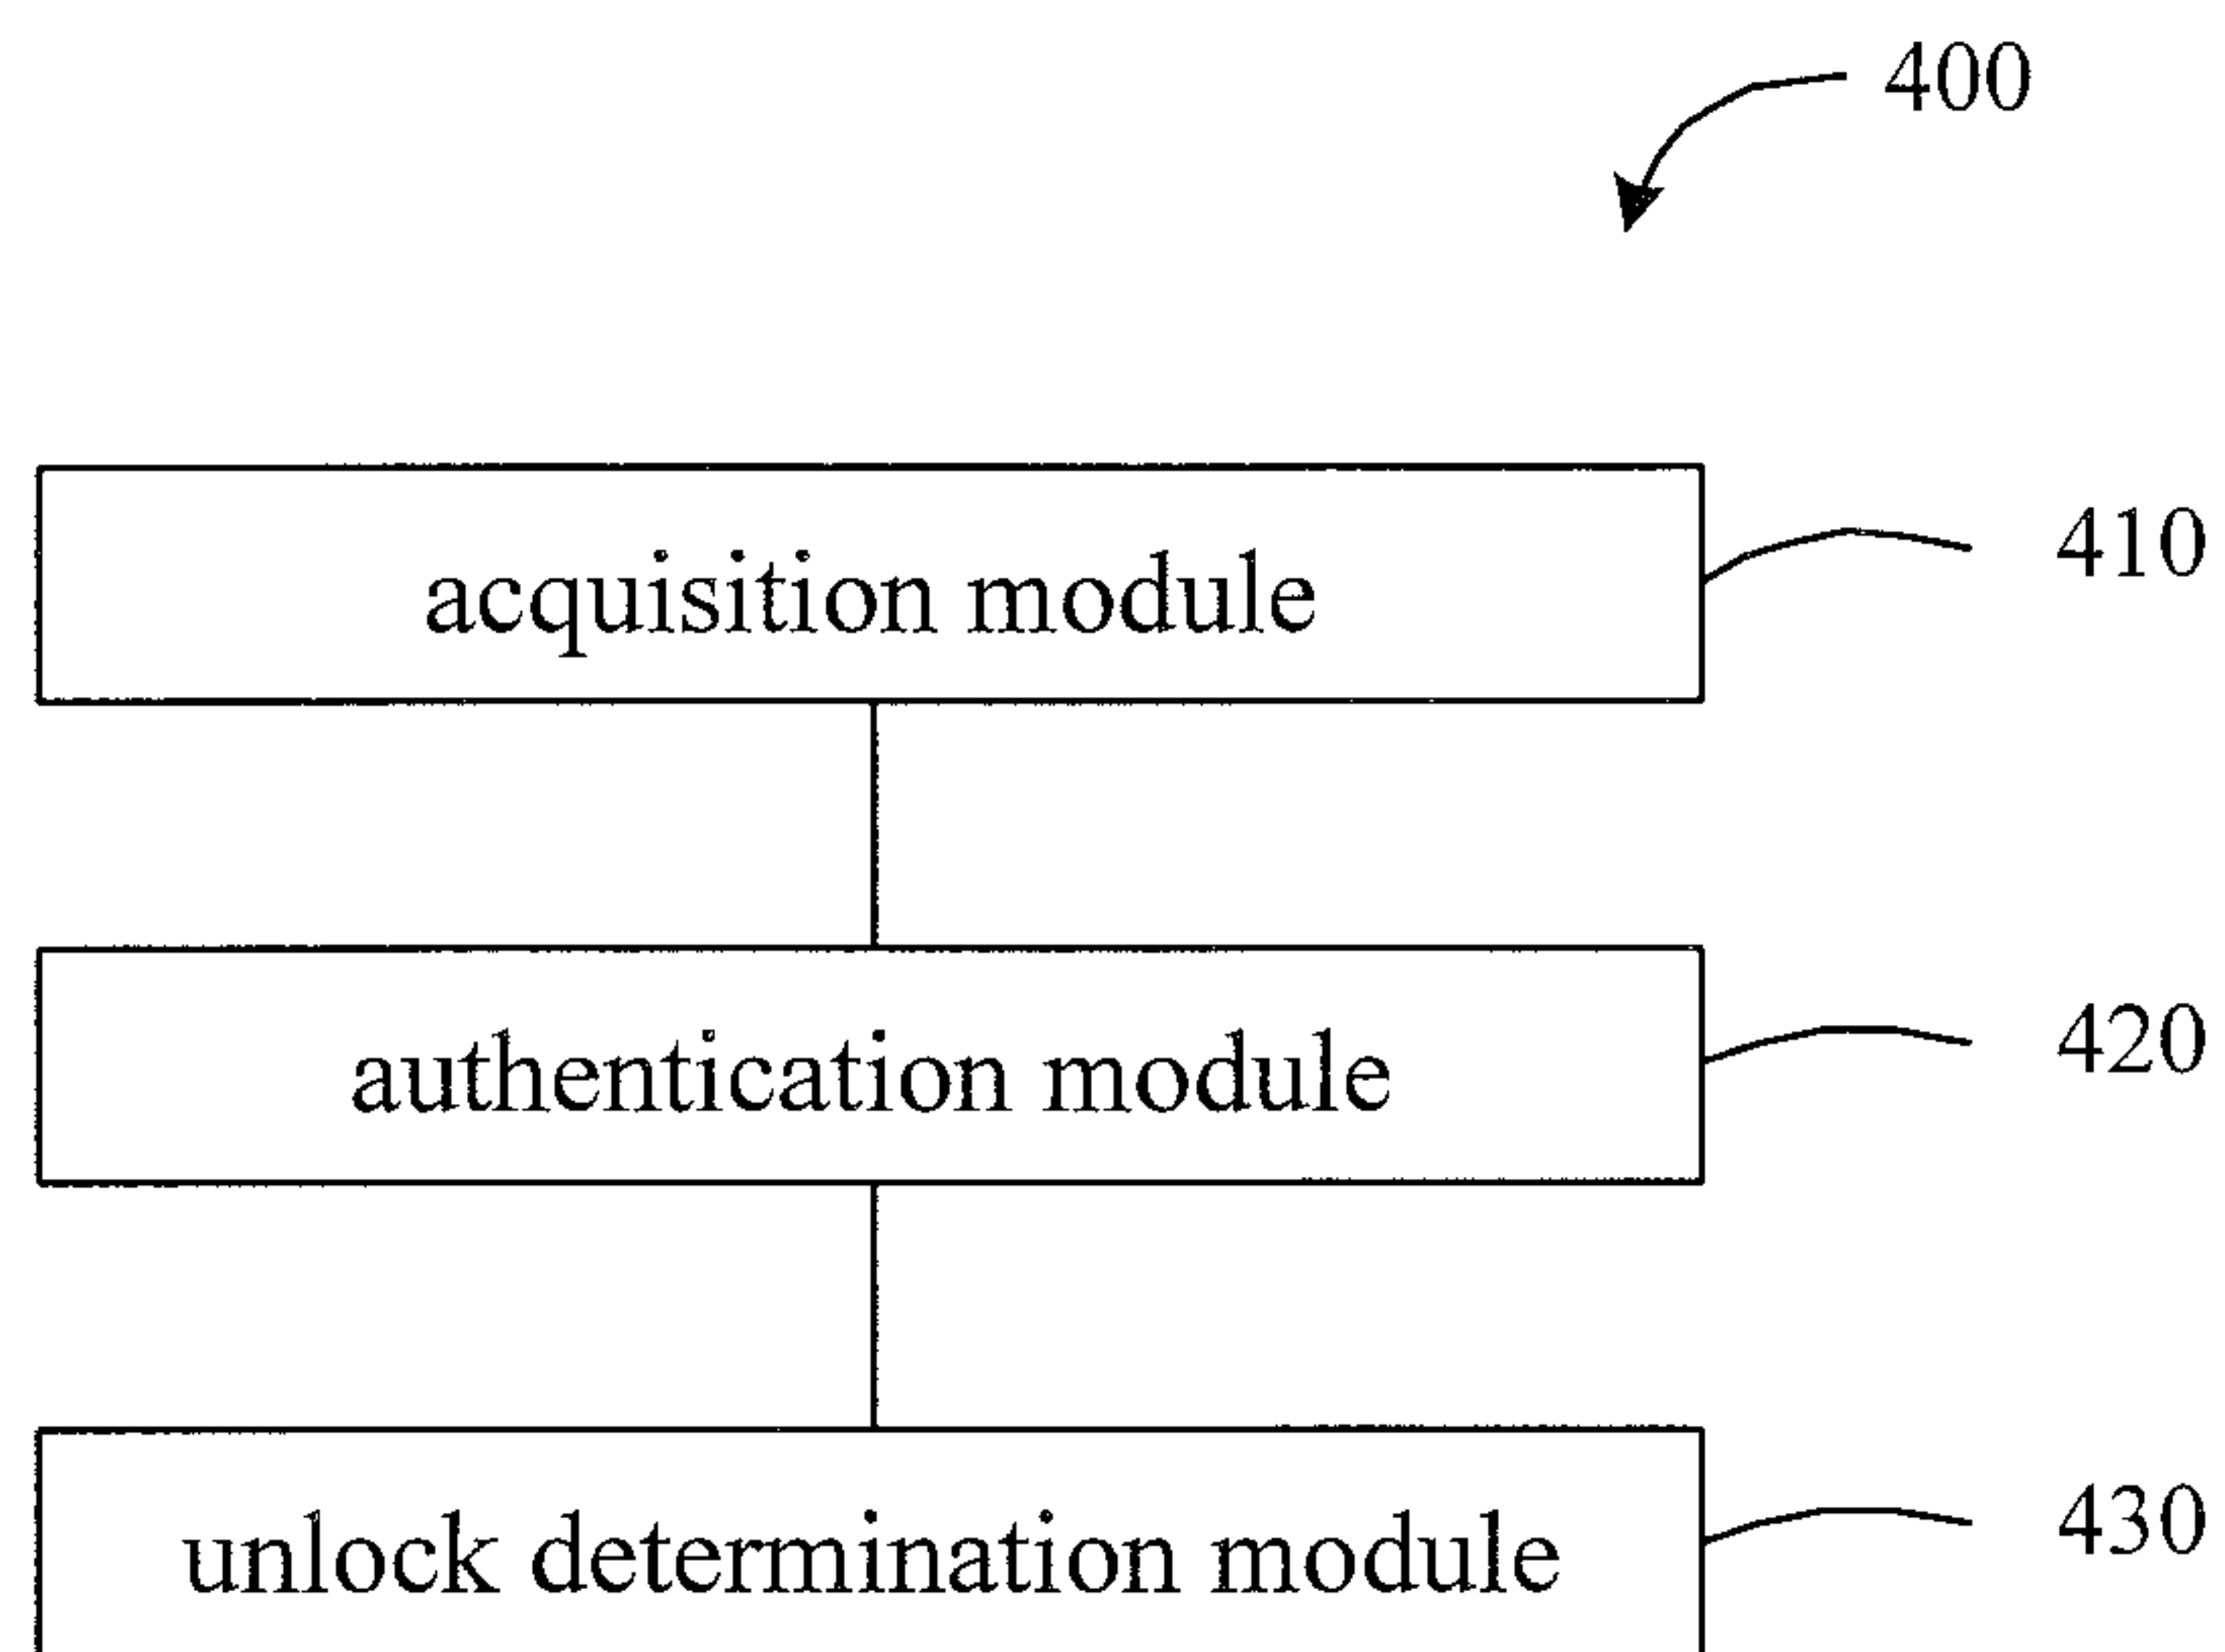 400
acquisition module
410
authentication module
420
unlock determination module
430